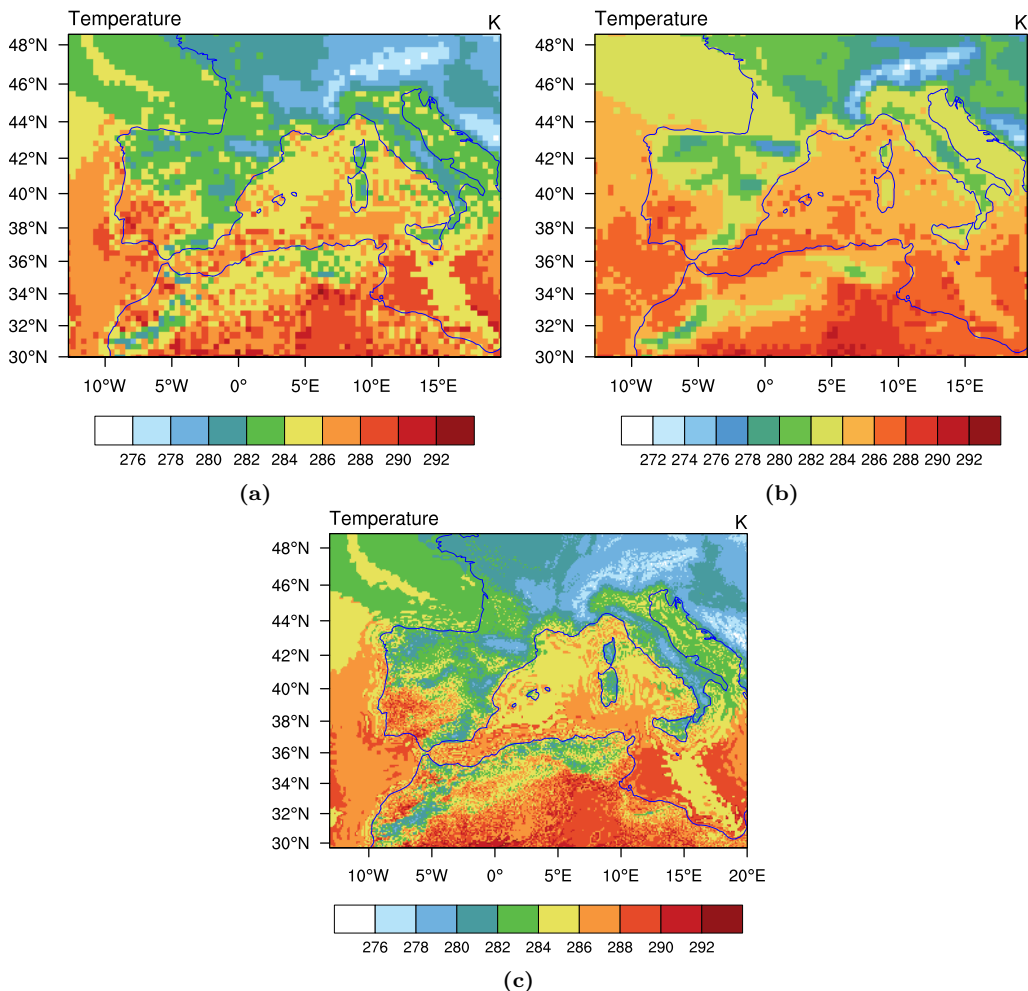 Temperature K
48°N
46°N
44°N
42°N
40°N
38°N
36°N
34°N
32°N
30°N
10°W 5°W 0° 5°E 10°E 15°E
276 278 280 282 284 286 288 290 292
(a)
Temperature K
48°N
46°N
44°N
42°N
40°N
38°N
36°N
34°N
32°N
30°N
10°W 5°W 0° 5°E 10°E 15°E
272 274 276 278 280 282 284 286 288 290 292
(b)
Temperature K
48°N
46°N
44°N
42°N
40°N
38°N
36°N
34°N
32°N
30°N
10°W 5°W 0° 5°E 10°E 15°E 20°E
276 278 280 282 284 286 288 290 292
(c)